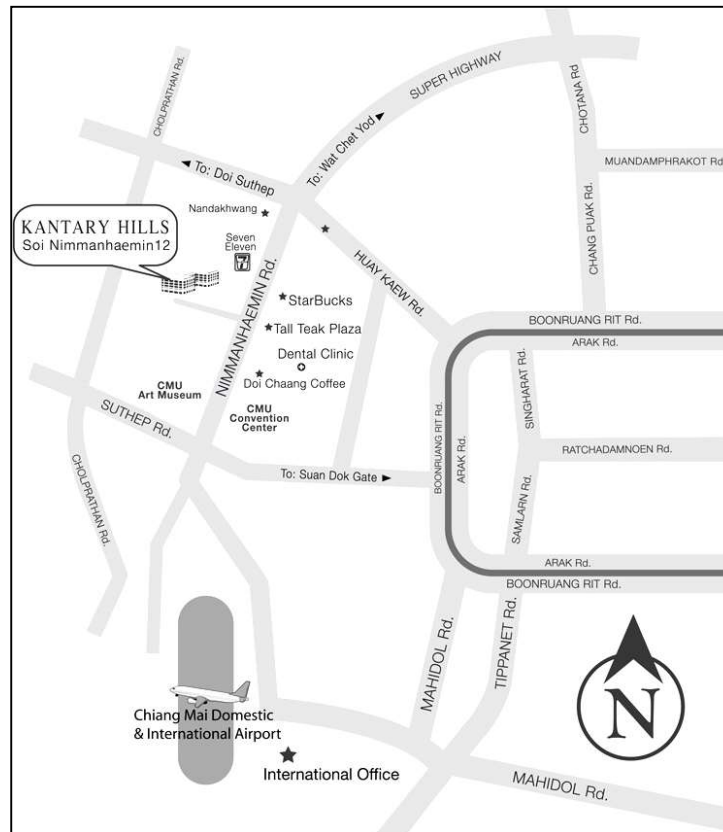 CHOLPRATHAN Rd.
SUPER HIGHWAY
CHOTANA Rd
To: Wat Chet Yod ►
◄ To: Doi Suthep
MUANDAMPHRAKOT Rd
Nandakhwang
KANTARY HILLS
Soi Nimmanhaemin12
Seven
Eleven
7
CHANG PUAK Rd.
HUAY KAEW Rd.
NIMMANHAEMIN Rd.
StarBucks
BOONRUANG RIT Rd.
Tall Teak Plaza
ARAK Rd.
Dental Clinic
SINGHARAT Rd.
Doi Chaang Coffee
CMU
Art Museum
CMU
Convention
Center
SUTHEP Rd.
BOONRUANG RIT Rd.
ARAK Rd.
RATCHADAMNOEN Rd.
CHOLPRATHAN Rd.
To: Suan Dok Gate ►
SAMLARN Rd.
ARAK Rd.
BOONRUANG RIT Rd.
MAHIDOL Rd.
TIPPANET Rd.
N
Chiang Mai Domestic
& International Airport
International Office
MAHIDOL Rd.